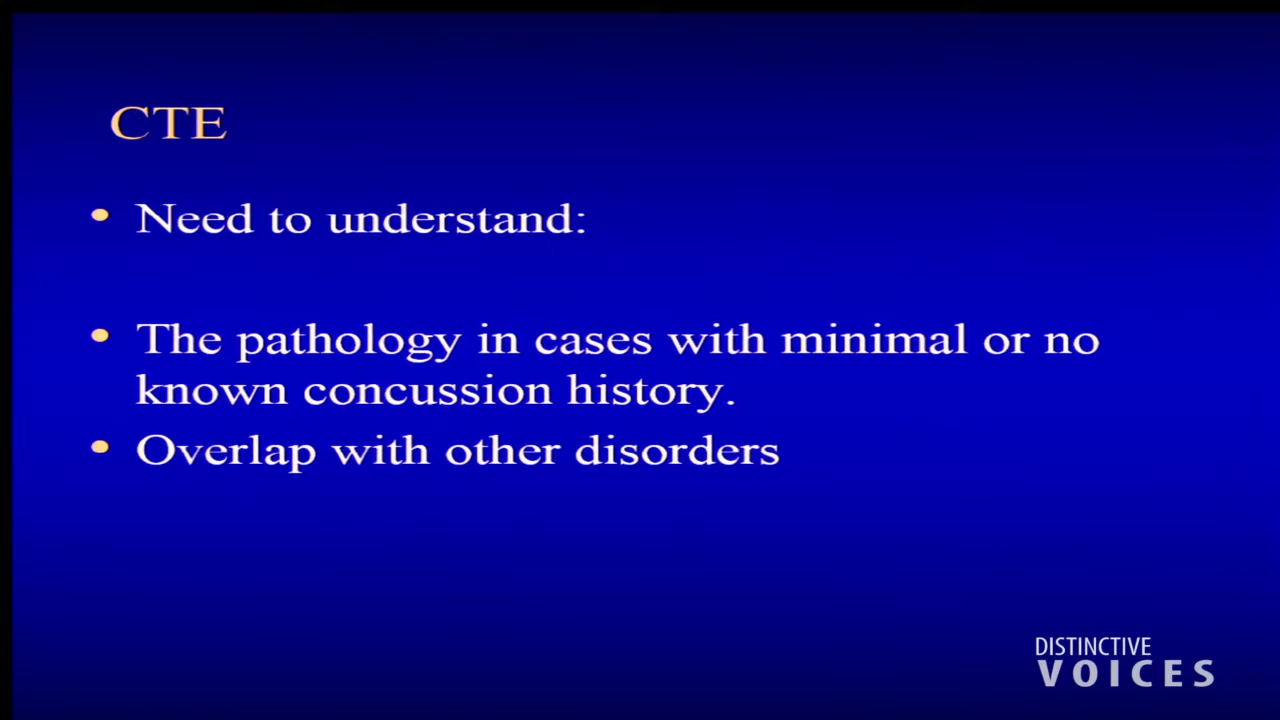 CTE
• Need to understand:
• The pathology in cases with minimal or no
known concussion history.
• Overlap with other disorders
DISTINCTIVE
VOICES